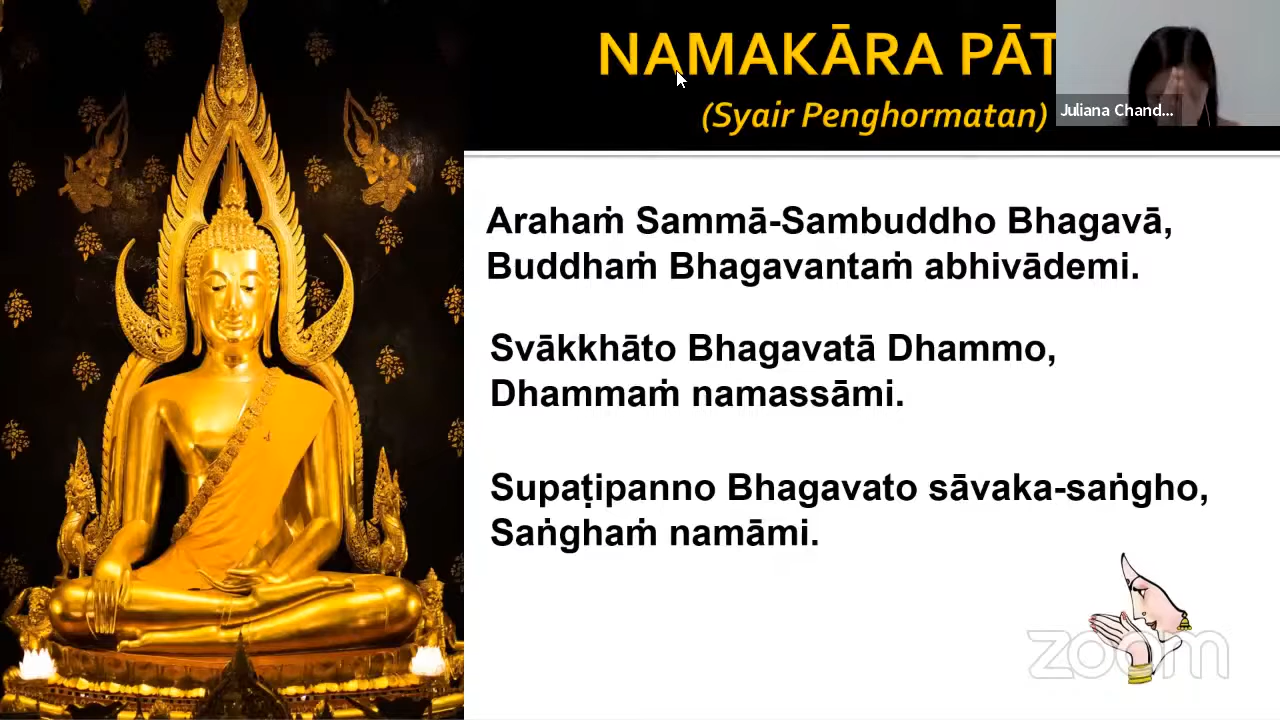 NAMAKĀRA PĀT
(Syair Penghormatan)
Juliana Chand...
Arahaṁ Sammā-Sambuddho Bhagavā,
Buddhaṁ Bhagavantaṁ abhivādemi.
Svākkhāto Bhagavatā Dhammo,
Dhammaṁ namassāmi.
Supaṭipanno Bhagavato sāvaka-saṅgho,
Saṅghaṁ namāmi.
zoom